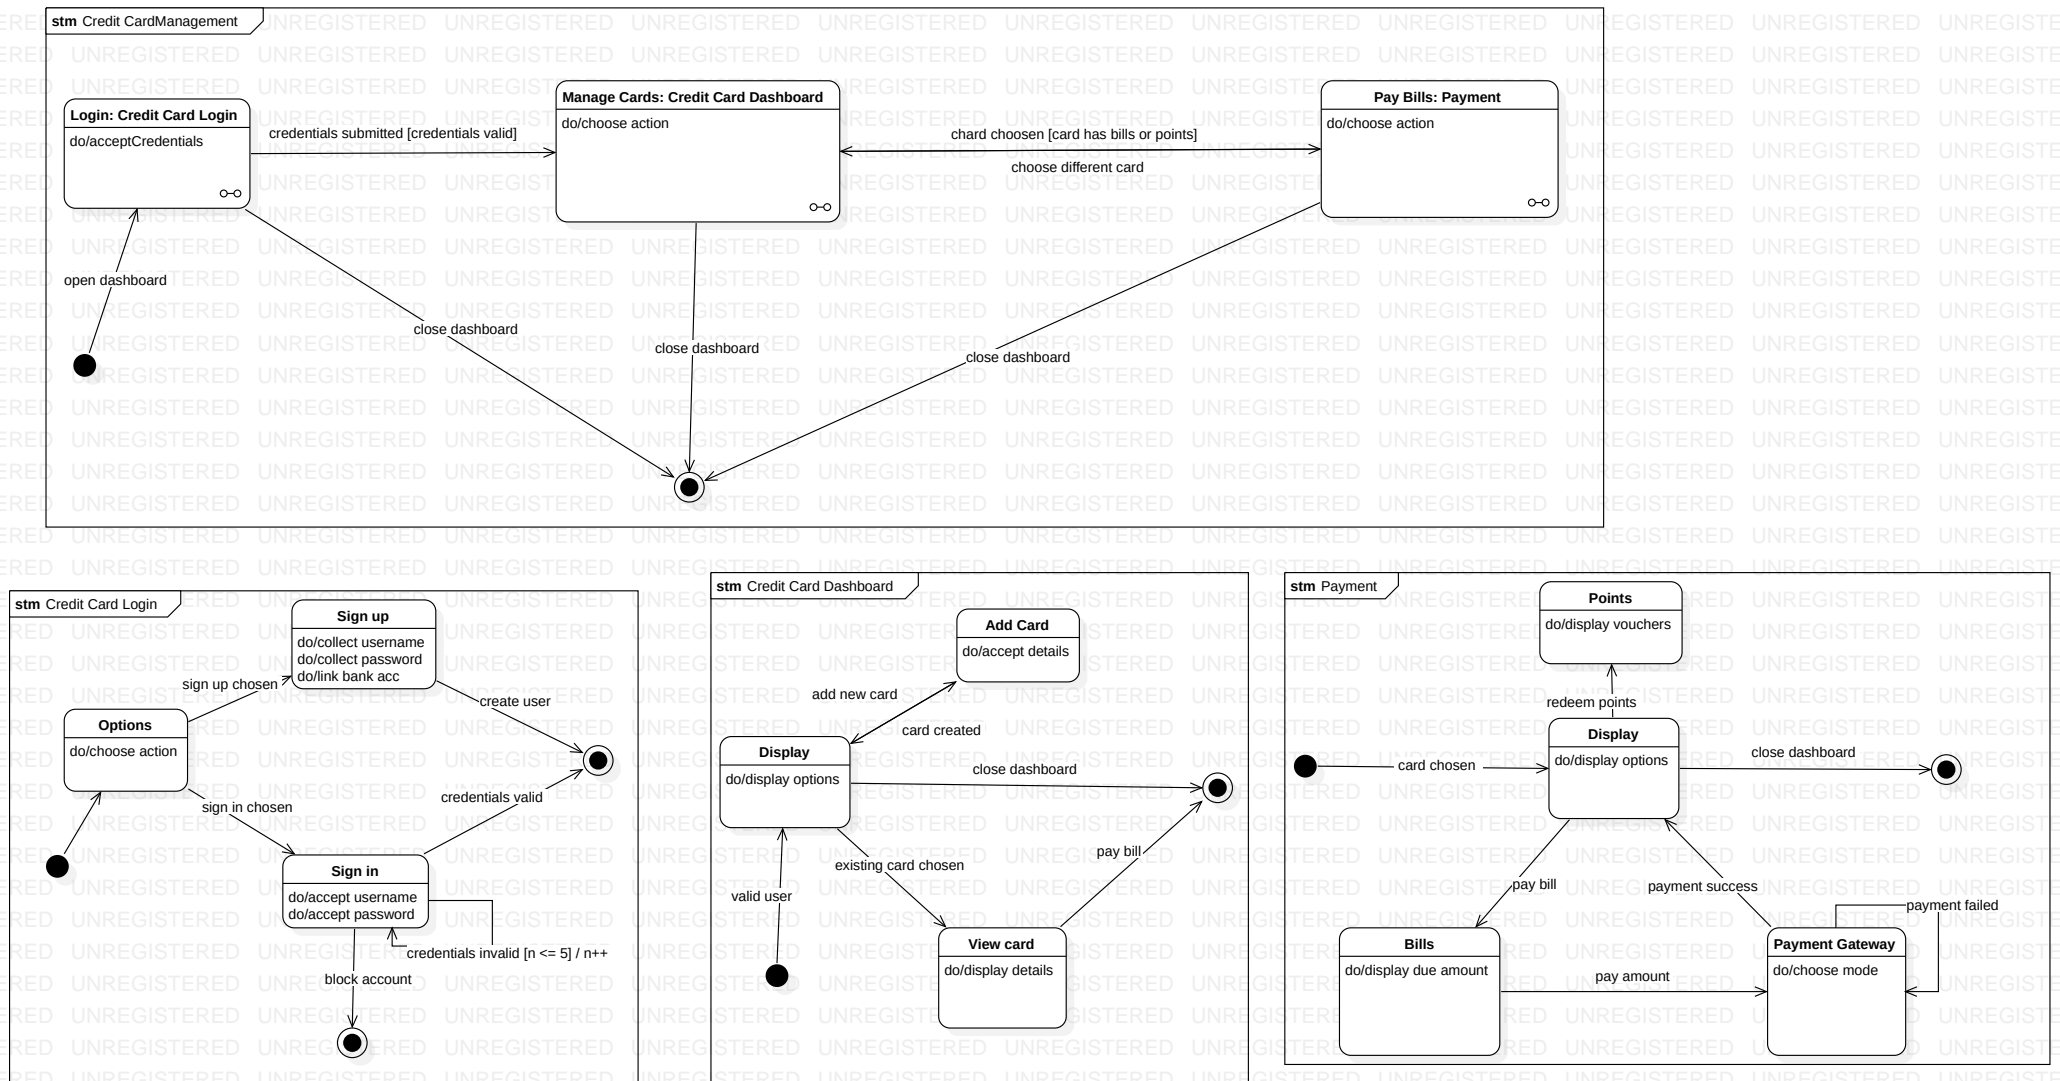 stm Credit CardManagement
Login: Credit Card Login
do/acceptCredentials
credentials submitted [credentials valid]
Manage Cards: Credit Card Dashboard
do/choose action
chard choosen [card has bills or points]
choose different card
Pay Bills: Payment
do/choose action
open dashboard
close dashboard
close dashboard
close dashboard
stm Credit Card Login
Sign up
do/collect username
do/collect password
do/link bank acc
sign up chosen
create user
Options
do/choose action
sign in chosen
credentials valid
Sign in
do/accept username
do/accept password
credentials invalid [n <= 5] / n++
block account
stm Credit Card Dashboard
Add Card
do/accept details
add new card
card created
Display
do/display options
close dashboard
existing card chosen
pay bill
valid user
View card
do/display details
stm Payment
Points
do/display vouchers
redeem points
Display
do/display options
card chosen
close dashboard
pay bill
payment success
payment failed
Bills
do/display due amount
pay amount
Payment Gateway
do/choose mode
UNREGISTERED